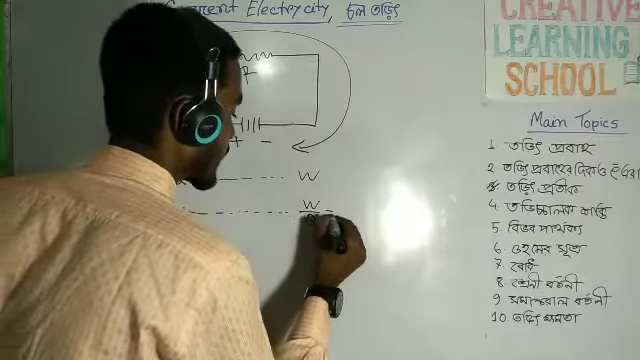 Current Electrycity, চল তড়িৎ
CREATIVE
LEARNING
SCHOOL
R
+ -
W
W
Main Topics
1 তড়িৎ প্রবাহ
2 তড়িৎ প্রবাহের দিক ও
3 তড়িৎ প্রতীক
4. তড়িচ্চালক শক্তি
5. বিভব পার্থক্য
6. ওহমের সূত্র
7. রোধ
8. শ্রেনী বর্তনী
9. সমান্তরাল বর্তনী
10. তড়িৎ ক্ষমতা